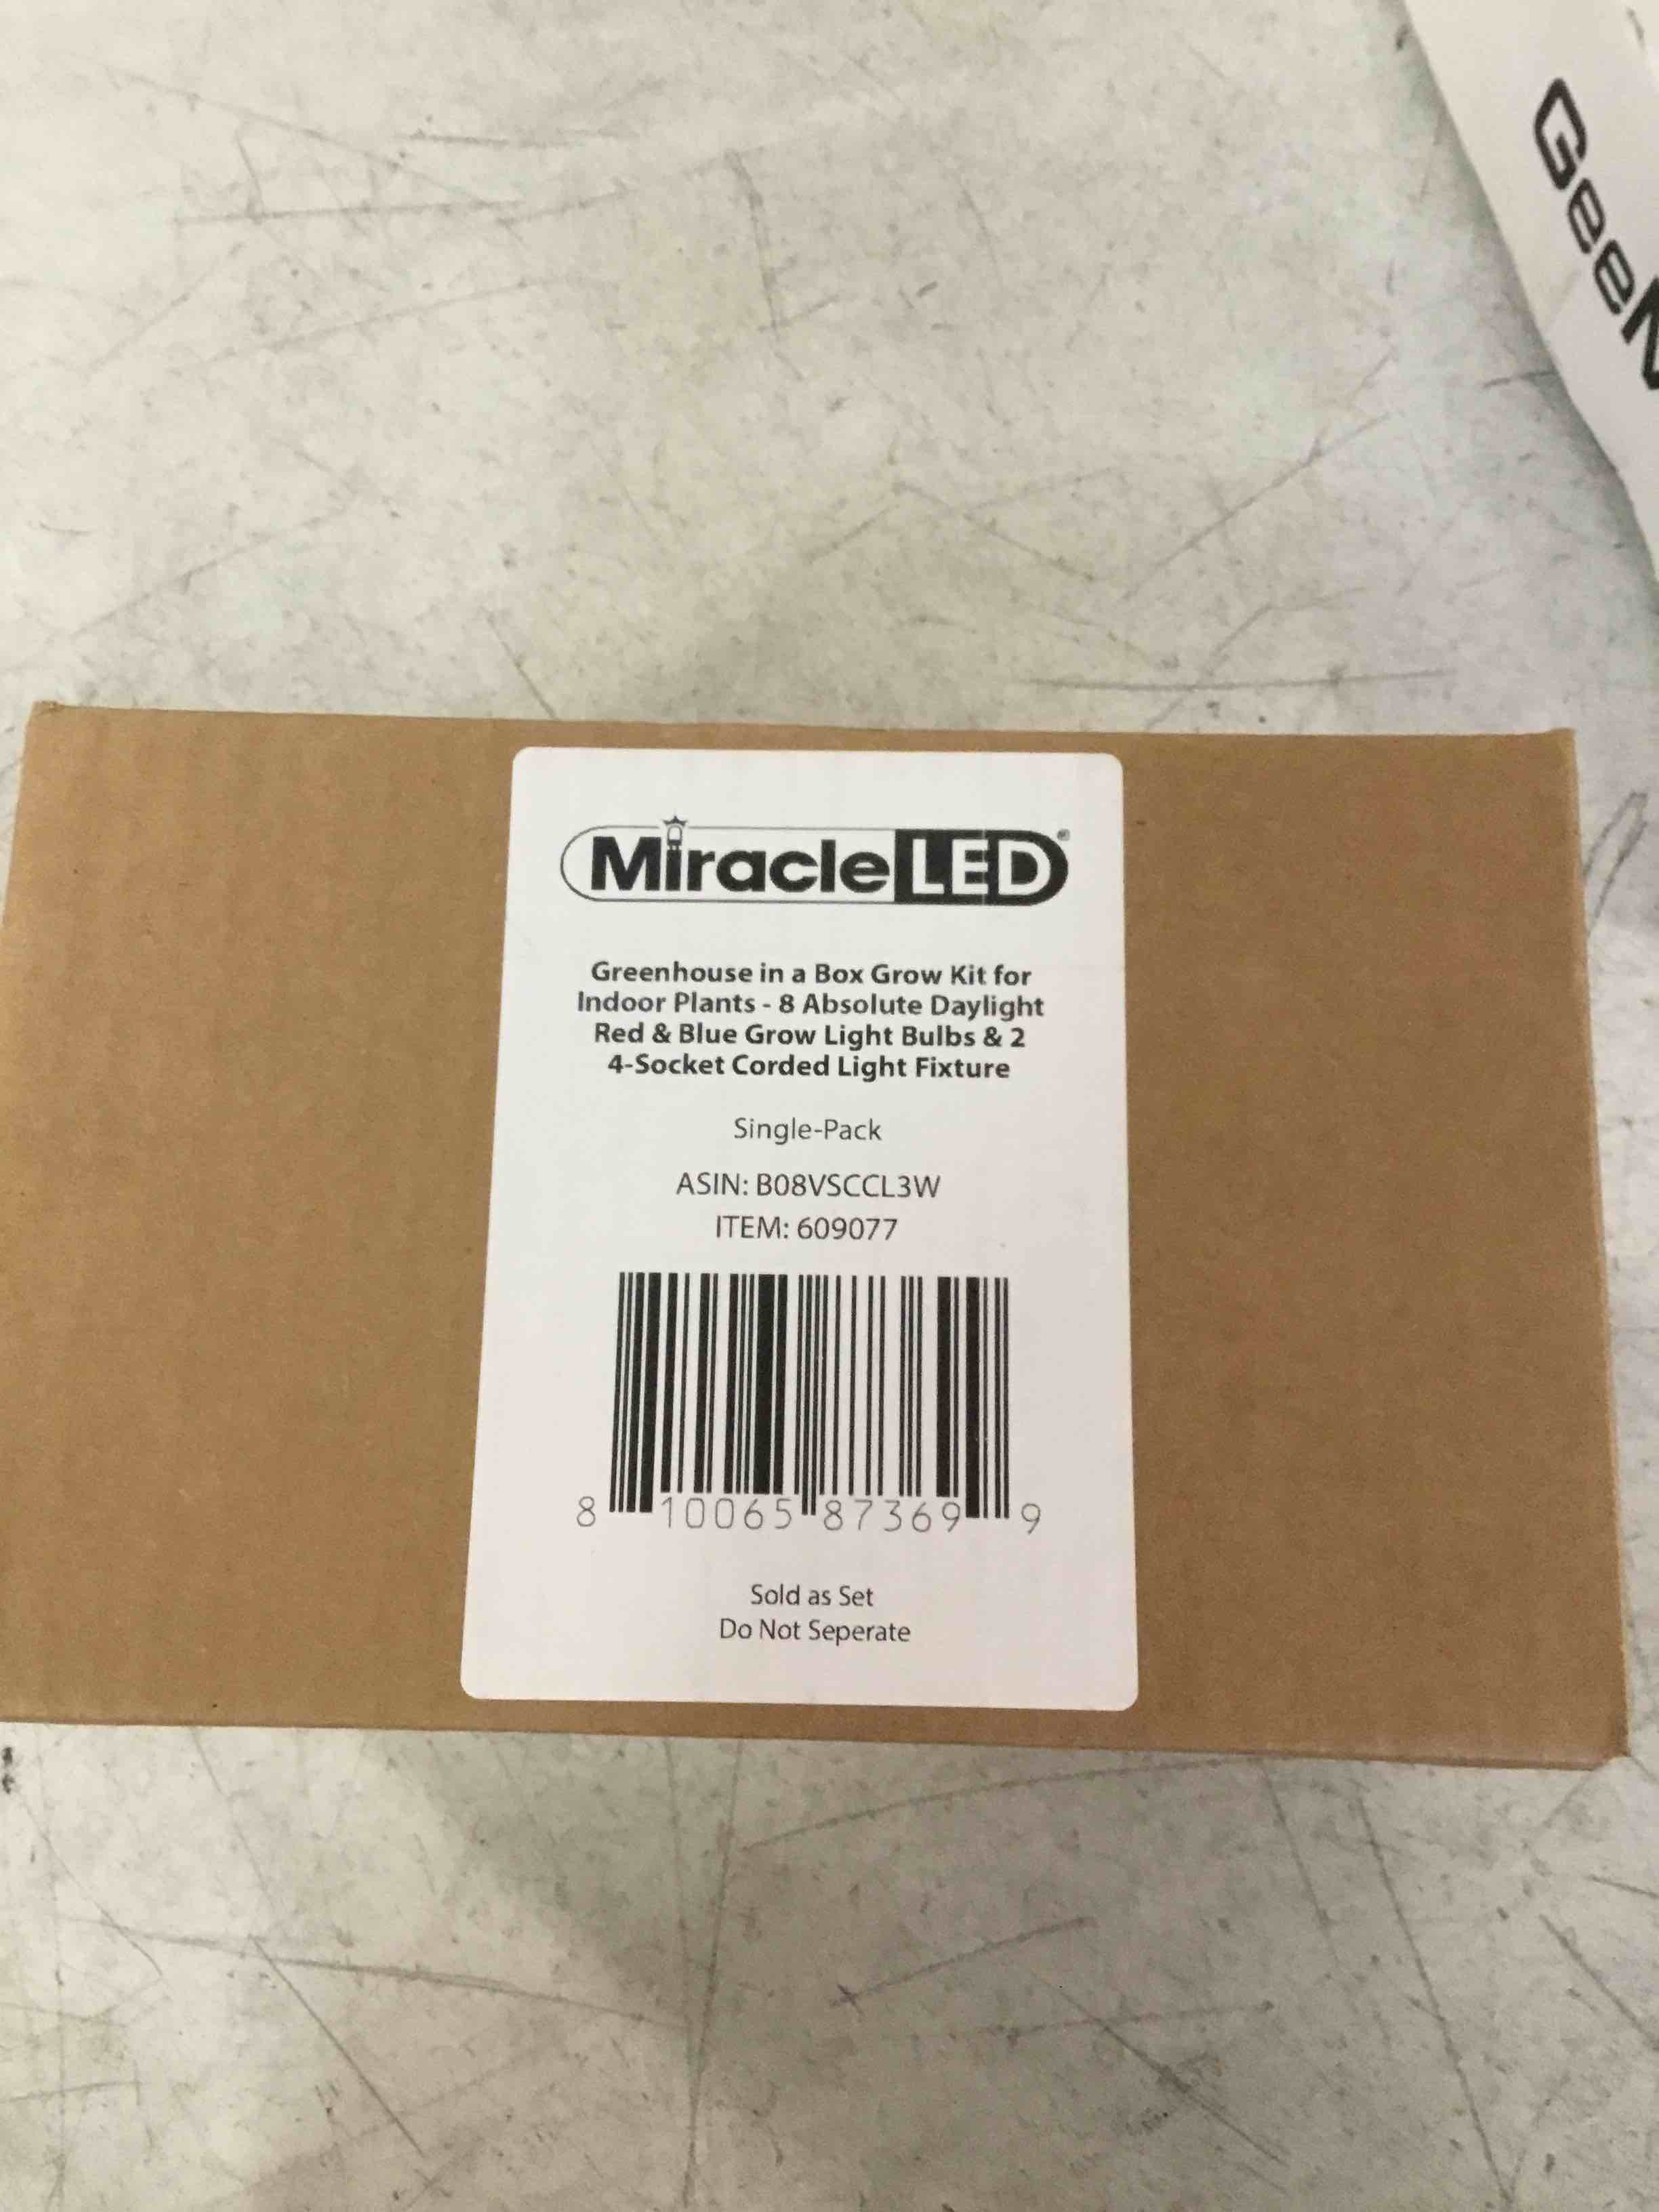 MiracleLED®
Greenhouse in a Box Grow Kit for
Indoor Plants - 8 Absolute Daylight
Red & Blue Grow Light Bulbs & 2
4-Socket Corded Light Fixture
Single-Pack
ASIN: B08VSCCL3W
ITEM: 609077
8 10065 87369 9
Sold as Set
Do Not Seperate